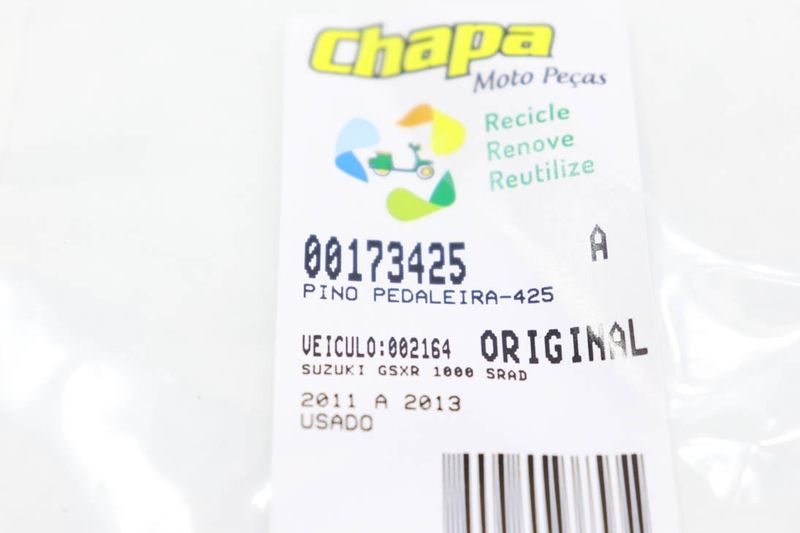 Chapa
Moto Peças
Recicle
Renove
Reutilize
00173425
A
PINO PEDALEIRA-425
VEICULO:002164 ORIGINAL
SUZUKI GSXR 1000 SRAD
2011 A 2013
USADO